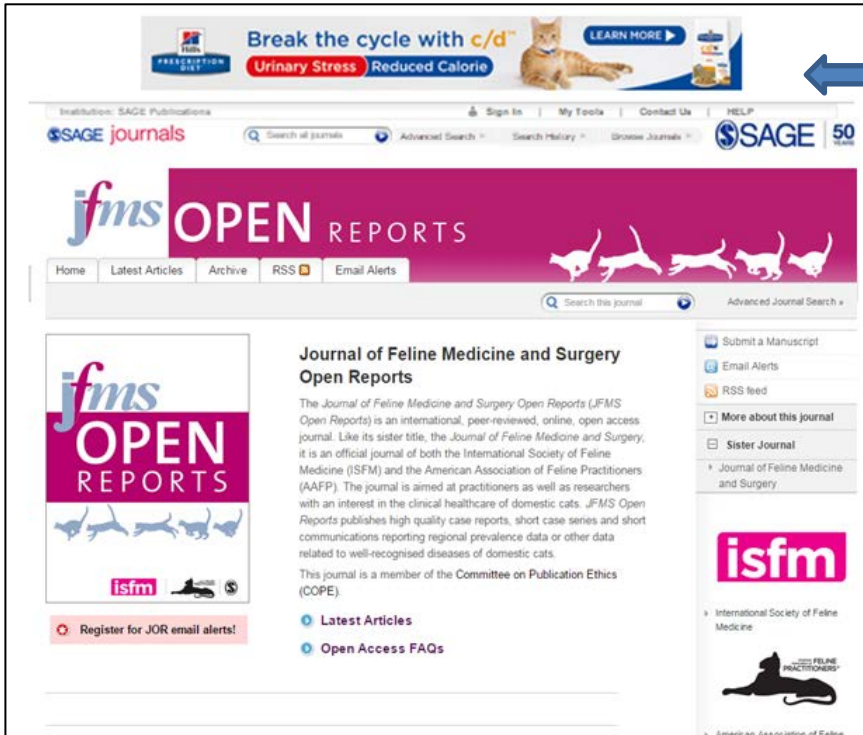 Hill's
PRESCRIPTION
DIET
Break the cycle with c/d™
Urinary Stress Reduced Calorie
LEARN MORE
Institution: SAGE Publications
Sign In | My Tools | Contact Us | HELP
SAGE journals
Search all journals
Advanced Search »
Search History »
Browse Journals »
SAGE
50
YEARS
jfms OPEN REPORTS
Home
Latest Articles
Archive
RSS
Email Alerts
Search this journal
Advanced Journal Search »
jfms
OPEN
REPORTS
isfm
Register for JOR email alerts!
Journal of Feline Medicine and Surgery
Open Reports
The Journal of Feline Medicine and Surgery Open Reports (JFMS
Open Reports) is an international, peer-reviewed, online, open access
journal. Like its sister title, the Journal of Feline Medicine and Surgery,
it is an official journal of both the International Society of Feline
Medicine (ISFM) and the American Association of Feline Practitioners
(AAFP). The journal is aimed at practitioners as well as researchers
with an interest in the clinical healthcare of domestic cats. JFMS Open
Reports publishes high quality case reports, short case series and short
communications reporting regional prevalence data or other data
related to well-recognised diseases of domestic cats.
This journal is a member of the Committee on Publication Ethics
(COPE).
Latest Articles
Open Access FAQs
Submit a Manuscript
Email Alerts
RSS feed
More about this journal
Sister Journal
Journal of Feline Medicine
and Surgery
isfm
International Society of Feline
Medicine
FELINE
PRACTITIONERS
American Association of Feline